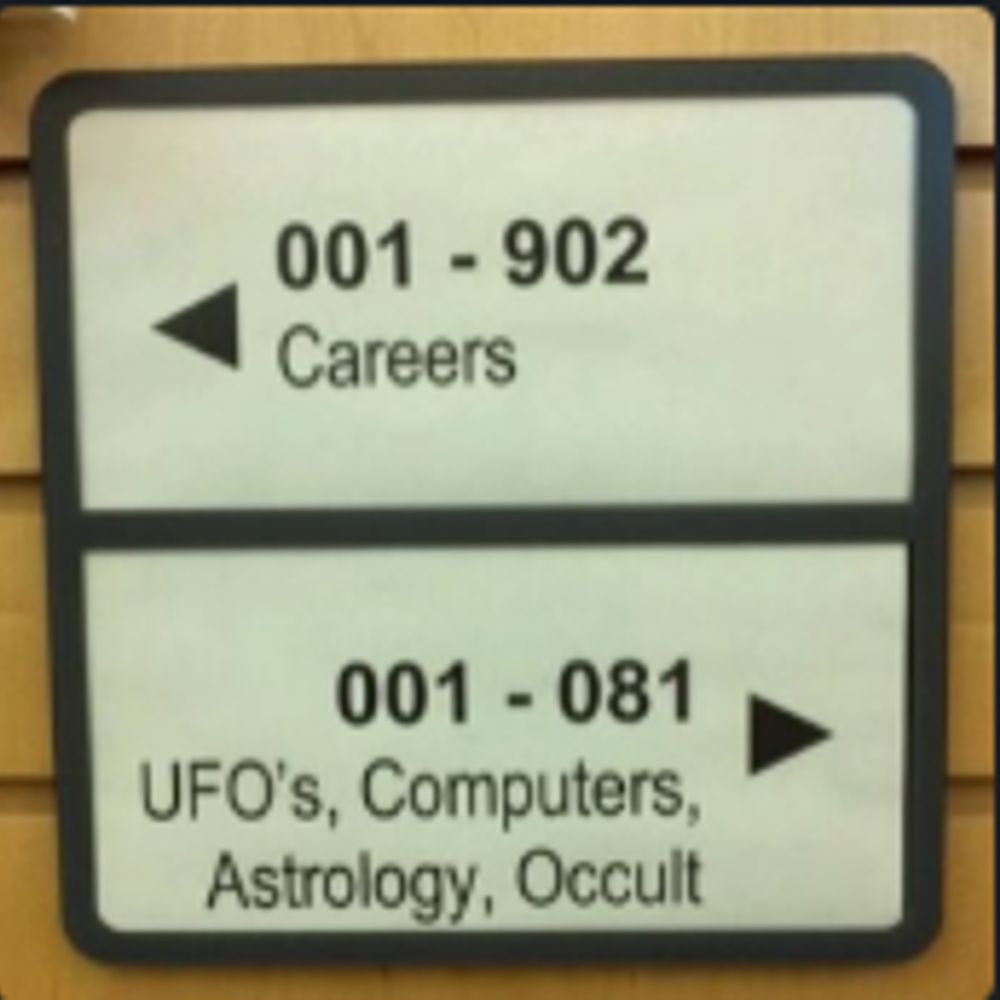 001 - 902
Careers
001 - 081
UFO's, Computers,
Astrology, Occult